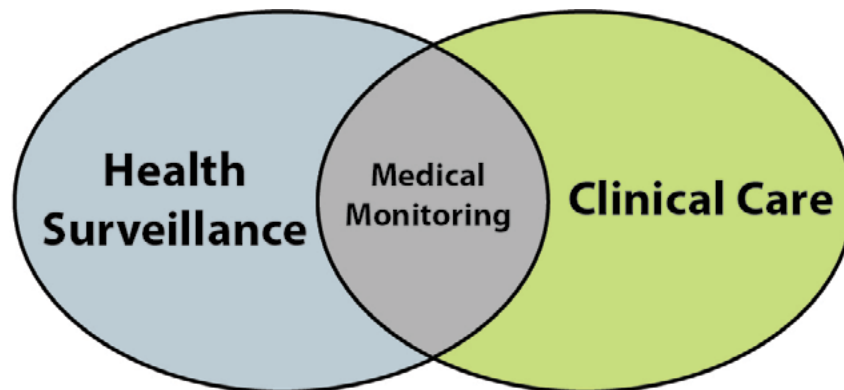 Health
Surveillance
Medical
Monitoring
Clinical Care